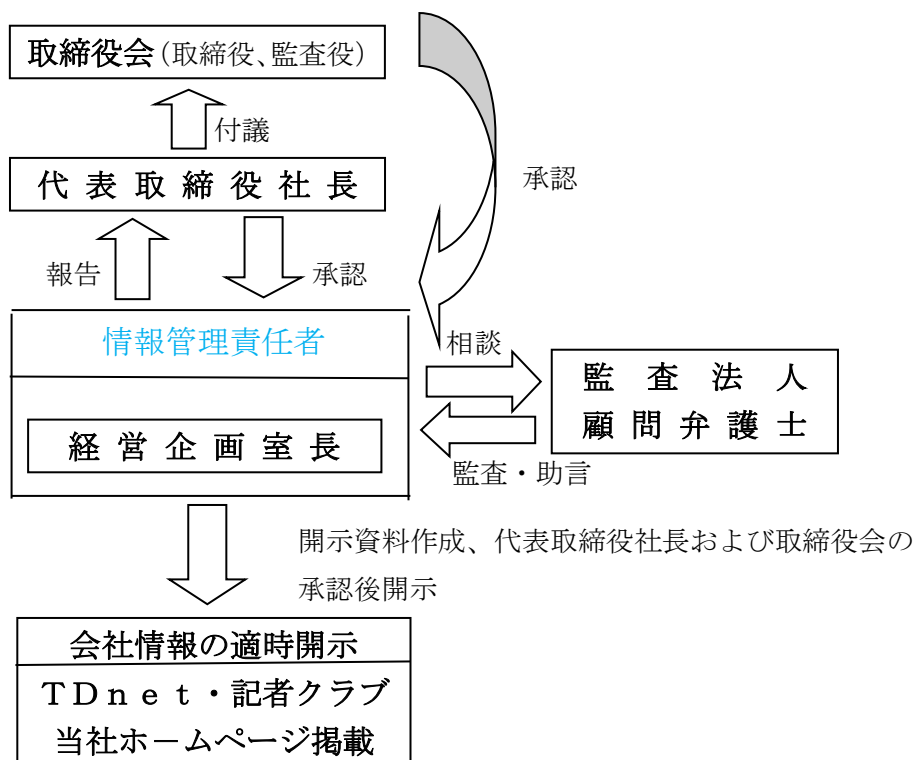 取締役会(取締役、監査役)
付議
承認
代表取締役社長
報告
承認
情報管理責任者
相談
監査法人
顧問弁護士
経営企画室長
監査・助言
開示資料作成、代表取締役社長および取締役会の
承認後開示
会社情報の適時開示
TDnet・記者クラブ
当社ホームページ掲載